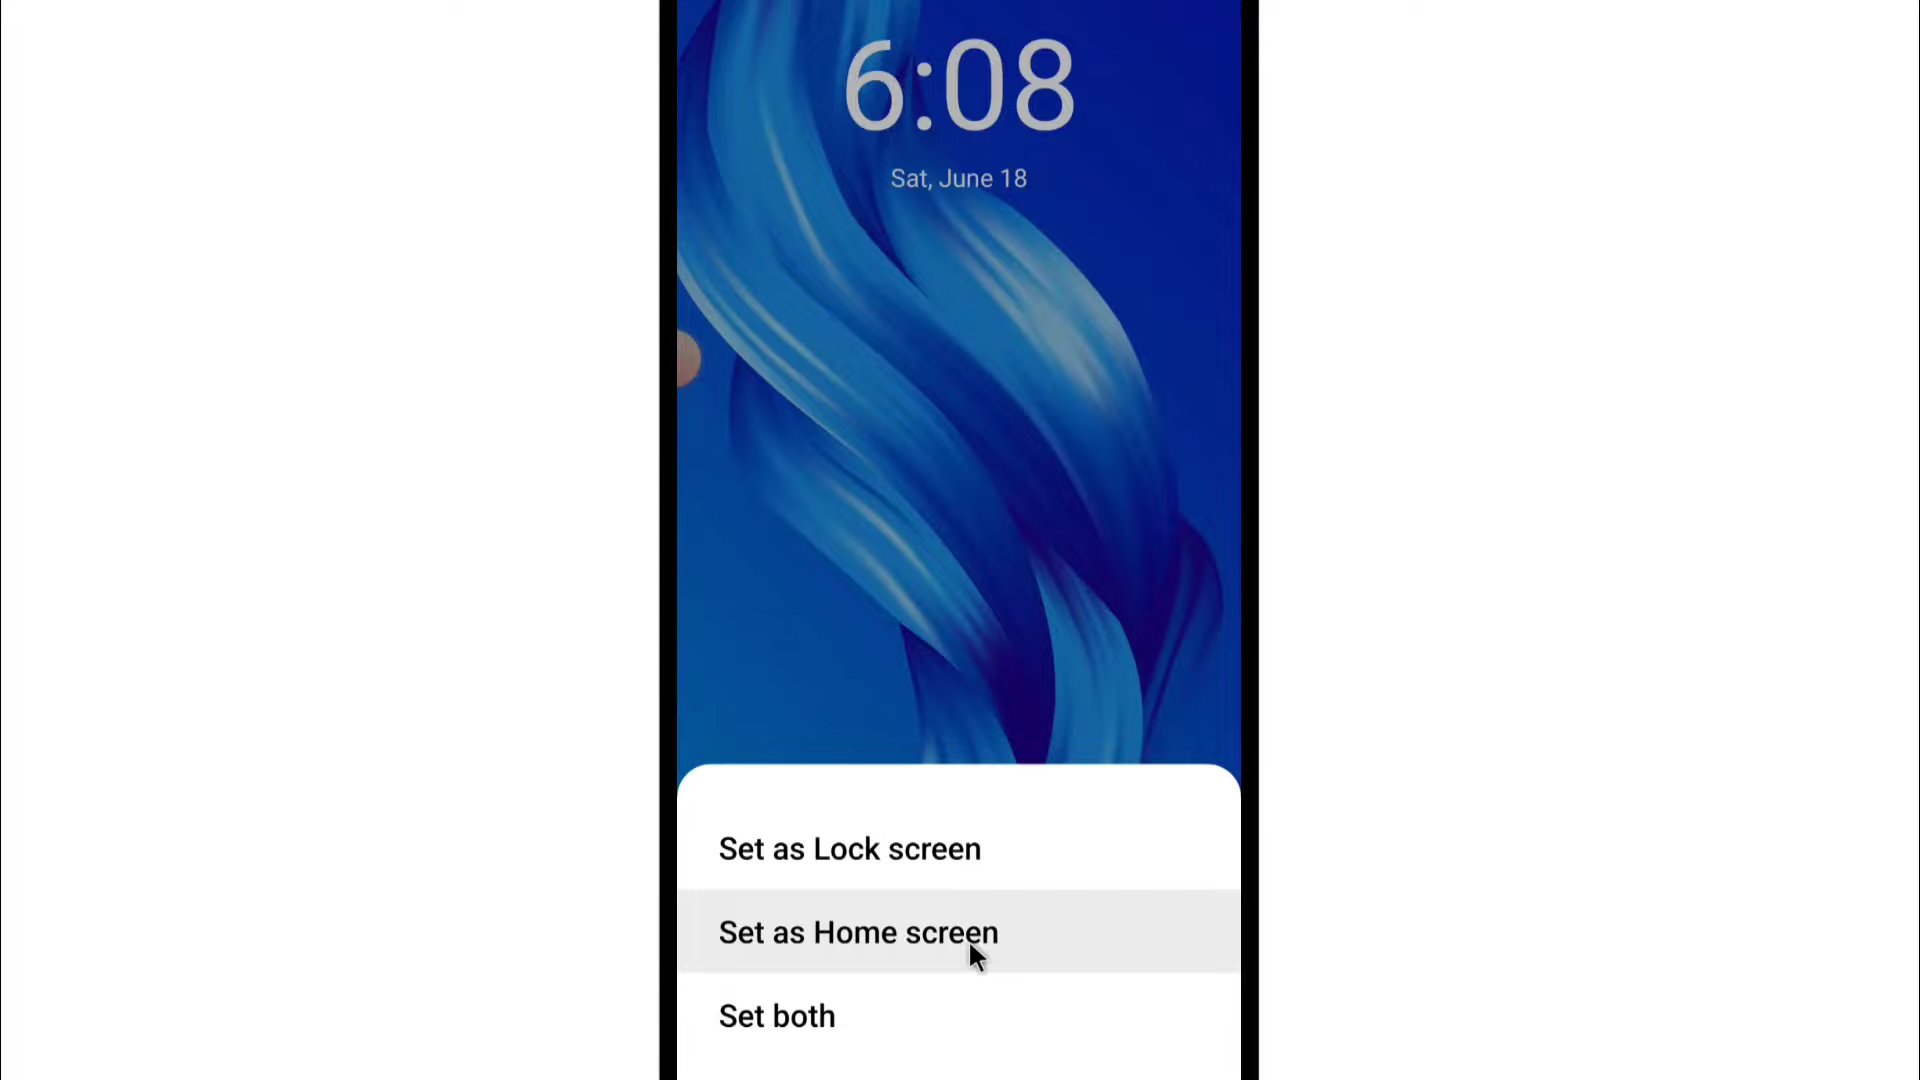 6:08
Sat, June 18
Set as Lock screen
Set as Home screen
Set both